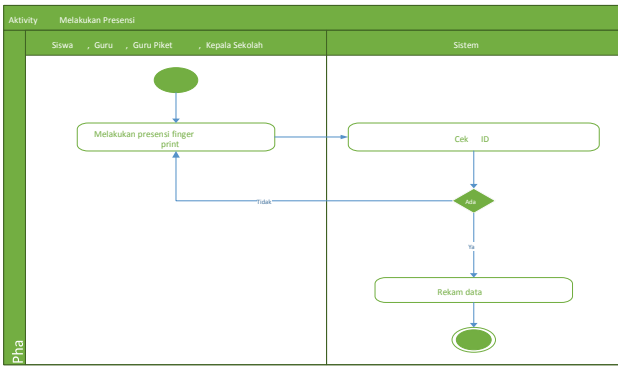 Aktivity Melakukan Presensi
Siswa , Guru , Guru Piket , Kepala Sekolah
Sistem
Melakukan presensi finger
print
Cek ID
Tidak
Ada
Ya
Rekam data
Pha